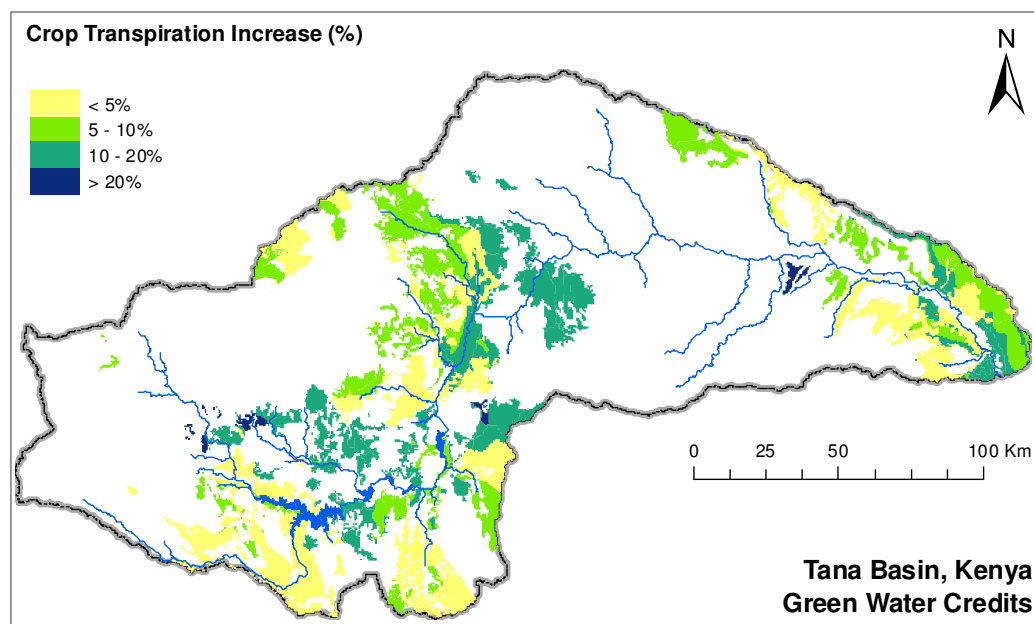 Crop Transpiration Increase (%)
< 5%
5 - 10%
10 - 20%
> 20%
N
0 25 50 100 Km
Tana Basin, Kenya
Green Water Credits